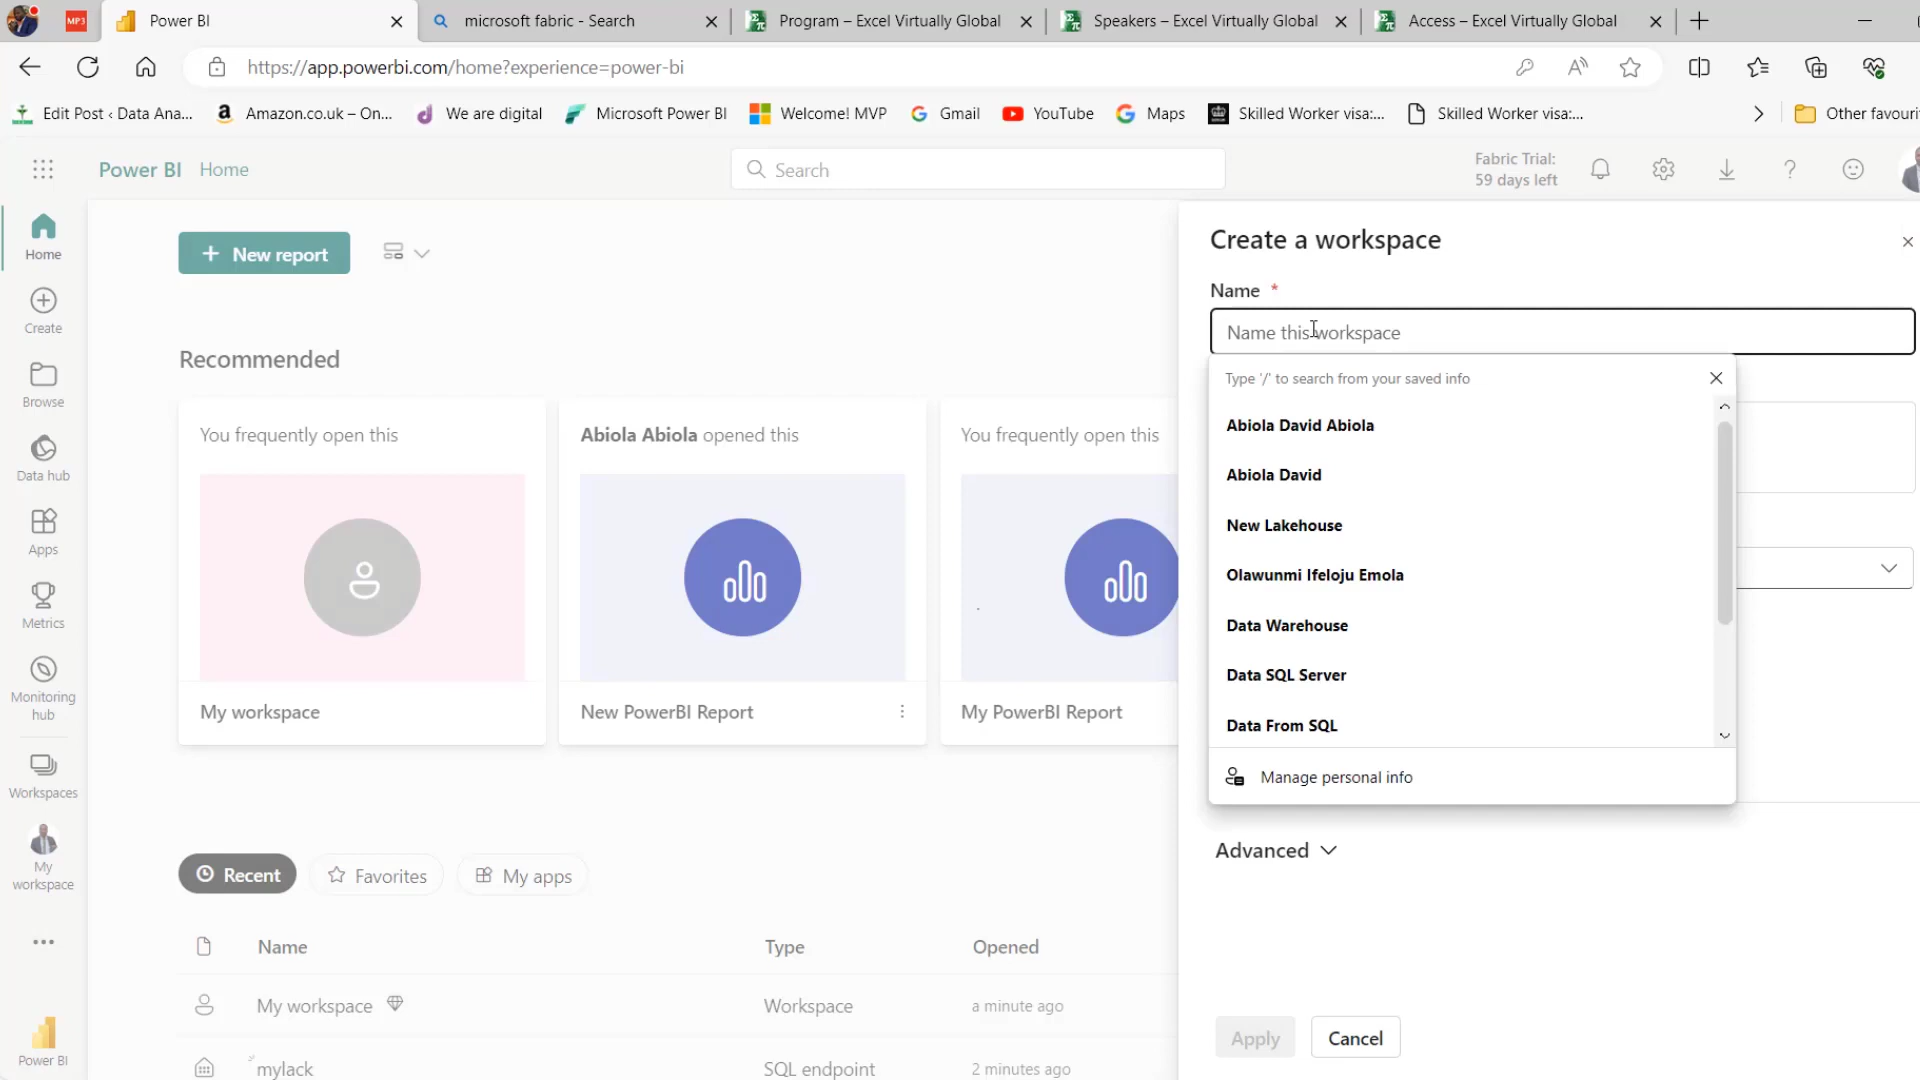 MP3
Power BI
microsoft fabric - Search
Program – Excel Virtually Global
Speakers – Excel Virtually Global
Access – Excel Virtually Global
https://app.powerbi.com/home?experience=power-bi
Edit Post ‹ Data Ana...
Amazon.co.uk – On...
We are digital
Microsoft Power BI
Welcome! MVP
Gmail
YouTube
Maps
Skilled Worker visa:...
Skilled Worker visa:...
Other favouri
Power BI Home
Search
Fabric Trial:
59 days left
Home
Create
Browse
Data hub
Apps
Metrics
Monitoring
hub
Workspaces
My
workspace
Power BI
+ New report
Recommended
You frequently open this
My workspace
Abiola Abiola opened this
New PowerBI Report
You frequently open this
My PowerBI Report
Recent
Favorites
My apps
Name Type Opened
My workspace Workspace a minute ago
mylack SQL endpoint 2 minutes ago
Create a workspace
Name *
Name this workspace
Type '/' to search from your saved info
Abiola David Abiola
Abiola David
New Lakehouse
Olawunmi Ifeloju Emola
Data Warehouse
Data SQL Server
Data From SQL
Manage personal info
Advanced
Apply
Cancel